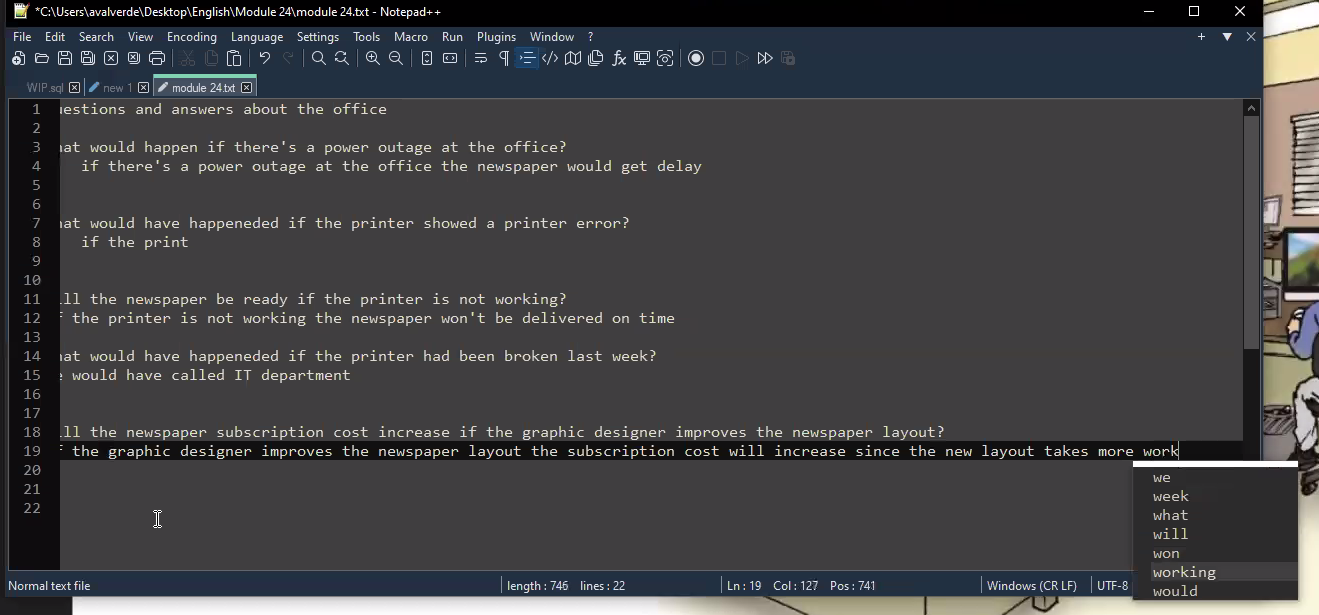 *C:\Users\avalverde\Desktop\English\Module 24\module 24.txt - Notepad++
File Edit Search View Encoding Language Settings Tools Macro Run Plugins Window ?
WIP.sql new 1 module 24.txt
1 uestions and answers about the office
2
3 hat would happen if there's a power outage at the office?
4 if there's a power outage at the office the newspaper would get delay
5
6
7 hat would have happeneded if the printer showed a printer error?
8 if the print
9
10
11 ill the newspaper be ready if the printer is not working?
12 f the printer is not working the newspaper won't be delivered on time
13
14 hat would have happeneded if the printer had been broken last week?
15 e would have called IT department
16
17
18 ill the newspaper subscription cost increase if the graphic designer improves the newspaper layout?
19 f the graphic designer improves the newspaper layout the subscription cost will increase since the new layout takes more work
20
21
22
we
week
what
will
won
working
would
Normal text file length : 746 lines : 22 Ln : 19 Col : 127 Pos : 741 Windows (CR LF) UTF-8